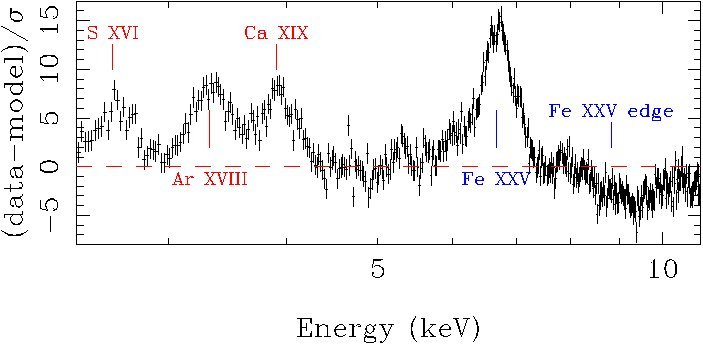 (data−model)/σ
15
10
5
0
−5
S XVI
Ca XIX
Fe XXV edge
Ar XVIII
Fe XXV
5
10
Energy (keV)